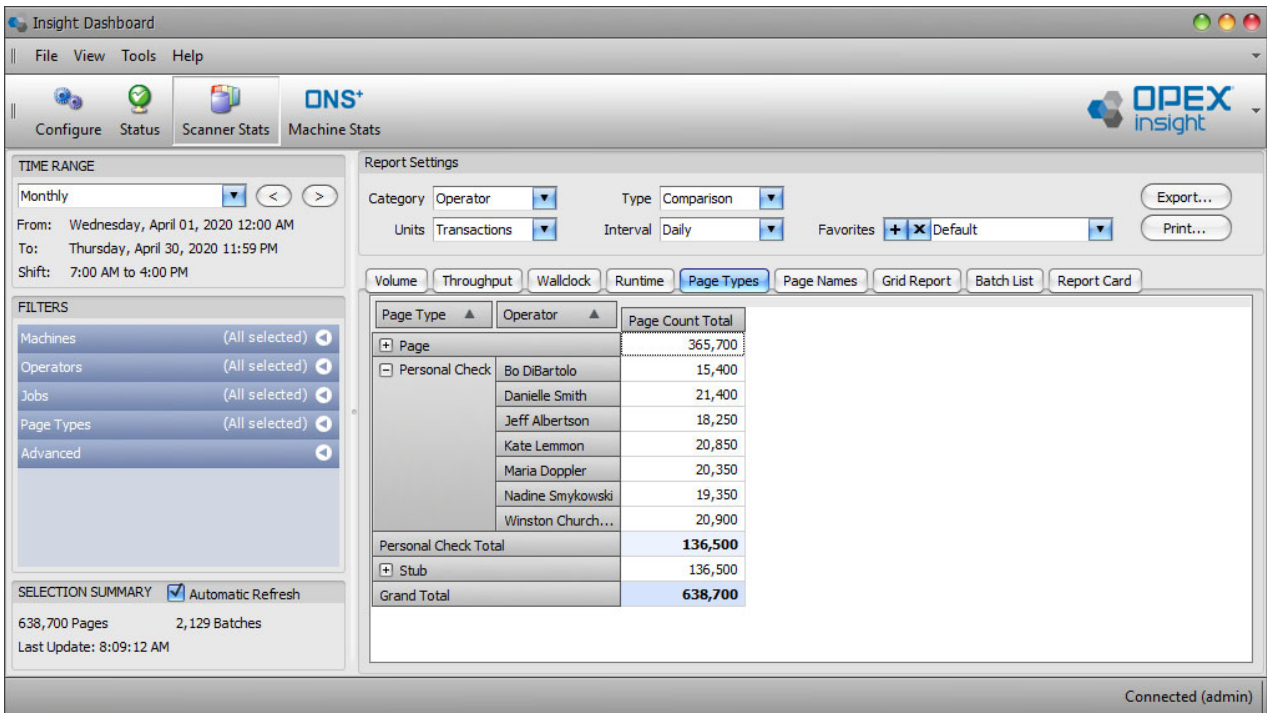 Insight Dashboard
File View Tools Help
Configure Status Scanner Stats ONS+ Machine Stats
OPEX insight
TIME RANGE
Monthly < >
From: Wednesday, April 01, 2020 12:00 AM
To: Thursday, April 30, 2020 11:59 PM
Shift: 7:00 AM to 4:00 PM
FILTERS
Machines (All selected)
Operators (All selected)
Jobs (All selected)
Page Types (All selected)
Advanced
SELECTION SUMMARY Automatic Refresh
638,700 Pages 2,129 Batches
Last Update: 8:09:12 AM
Report Settings
Category Operator Type Comparison Export...
Units Transactions Interval Daily Favorites + x Default Print...
Volume Throughput Wallclock Runtime Page Types Page Names Grid Report Batch List Report Card
Page Type Operator Page Count Total
+ Page 365,700
- Personal Check Bo DiBartolo 15,400
Danielle Smith 21,400
Jeff Albertson 18,250
Kate Lemmon 20,850
Maria Doppler 20,350
Nadine Smykowski 19,350
Winston Church... 20,900
Personal Check Total 136,500
+ Stub 136,500
Grand Total 638,700
Connected (admin)